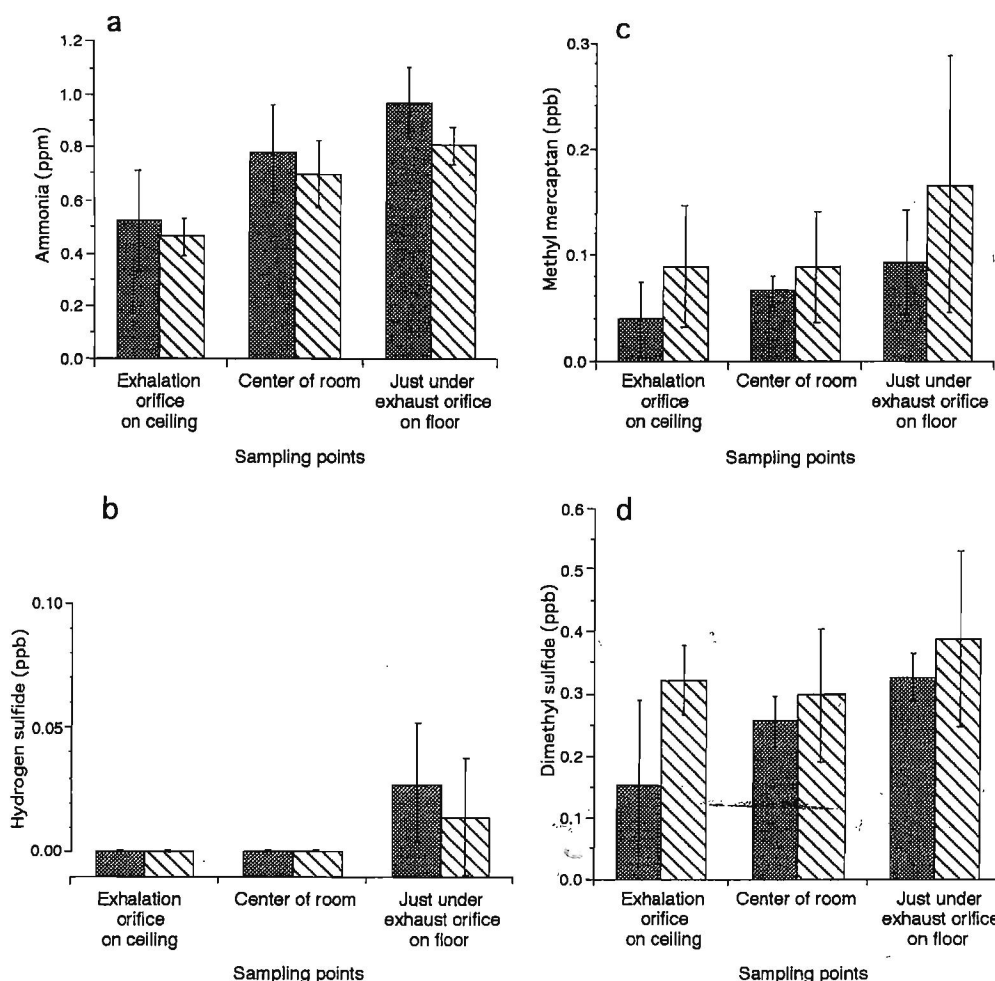 a
Ammonia (ppm)
1.2
1.0
0.8
0.6
0.4
0.2
0.0
Exhalation
orifice
on ceiling
Center of room
Just under
exhaust orifice
on floor
Sampling points
c
Methyl mercaptan (ppb)
0.3
0.2
0.1
0.0
Exhalation
orifice
on ceiling
Center of room
Just under
exhaust orifice
on floor
Sampling points
b
Hydrogen sulfide (ppb)
0.10
0.05
0.00
Exhalation
orifice
on ceiling
Center of room
Just under
exhaust orifice
on floor
Sampling points
d
Dimethyl sulfide (ppb)
0.6
0.5
0.4
0.3
0.2
0.1
0.0
Exhalation
orifice
on ceiling
Center of room
Just under
exhaust orifice
on floor
Sampling points